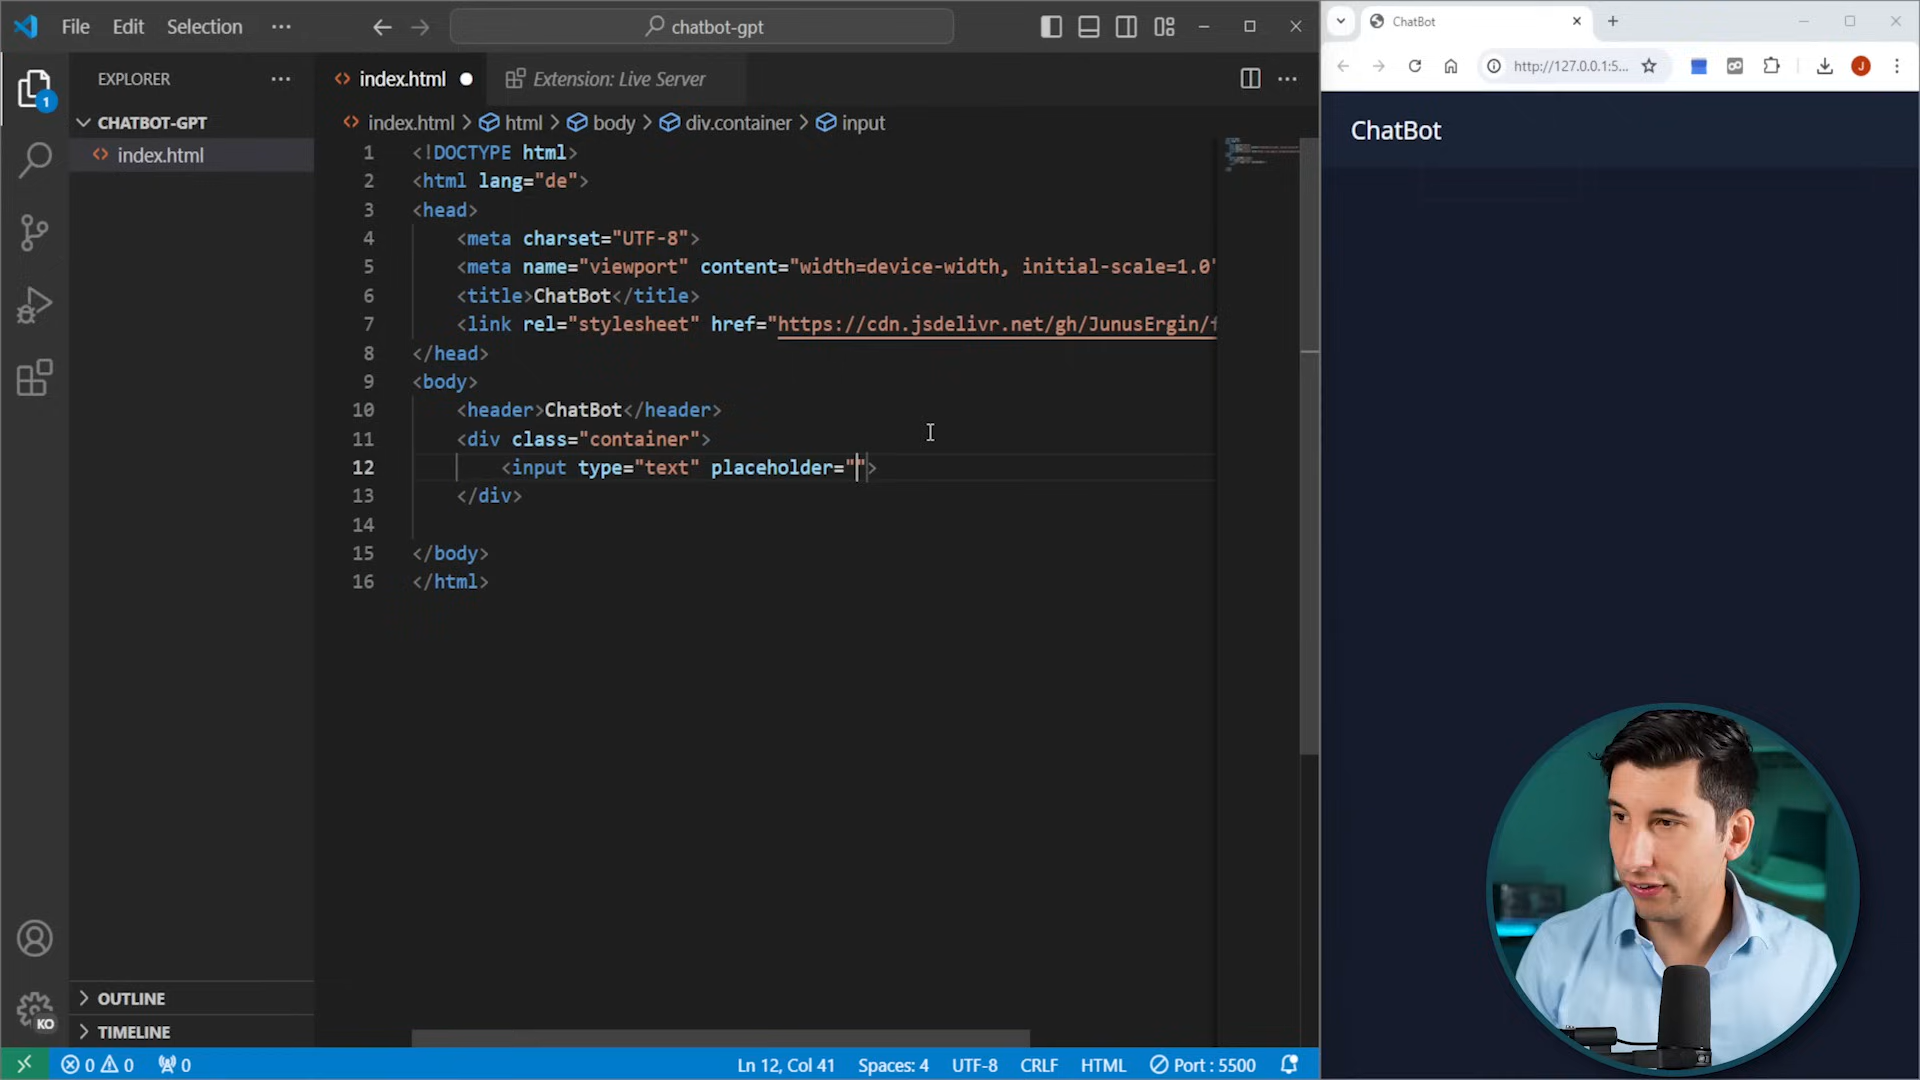 File Edit Selection ···
chatbot-gpt
EXPLORER ···
CHATBOT-GPT
index.html
1
index.html
Extension: Live Server
index.html > html > body > div.container > input
1 <!DOCTYPE html>
2 <html lang="de">
3 <head>
4 <meta charset="UTF-8">
5 <meta name="viewport" content="width=device-width, initial-scale=1.0"
6 <title>ChatBot</title>
7 <link rel="stylesheet" href="https://cdn.jsdelivr.net/gh/JunusErgin/
8 </head>
9 <body>
10 <header>ChatBot</header>
11 <div class="container">
12 <input type="text" placeholder="">
13 </div>
14
15 </body>
16 </html>
OUTLINE
TIMELINE
KO
0 0 0
Ln 12, Col 41 Spaces: 4 UTF-8 CRLF HTML Port : 5500
ChatBot
http://127.0.0.1:5...
J
ChatBot